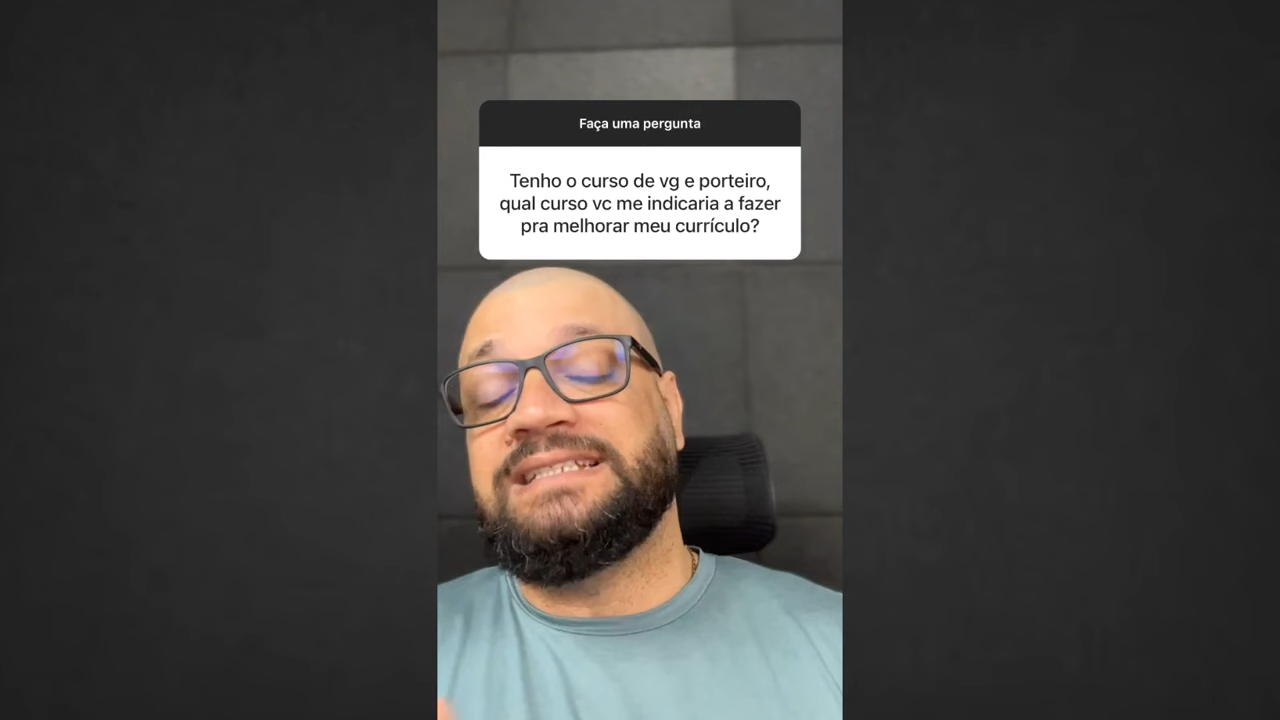 Faça uma pergunta
Tenho o curso de vg e porteiro,
qual curso vc me indicaria a fazer
pra melhorar meu currículo?